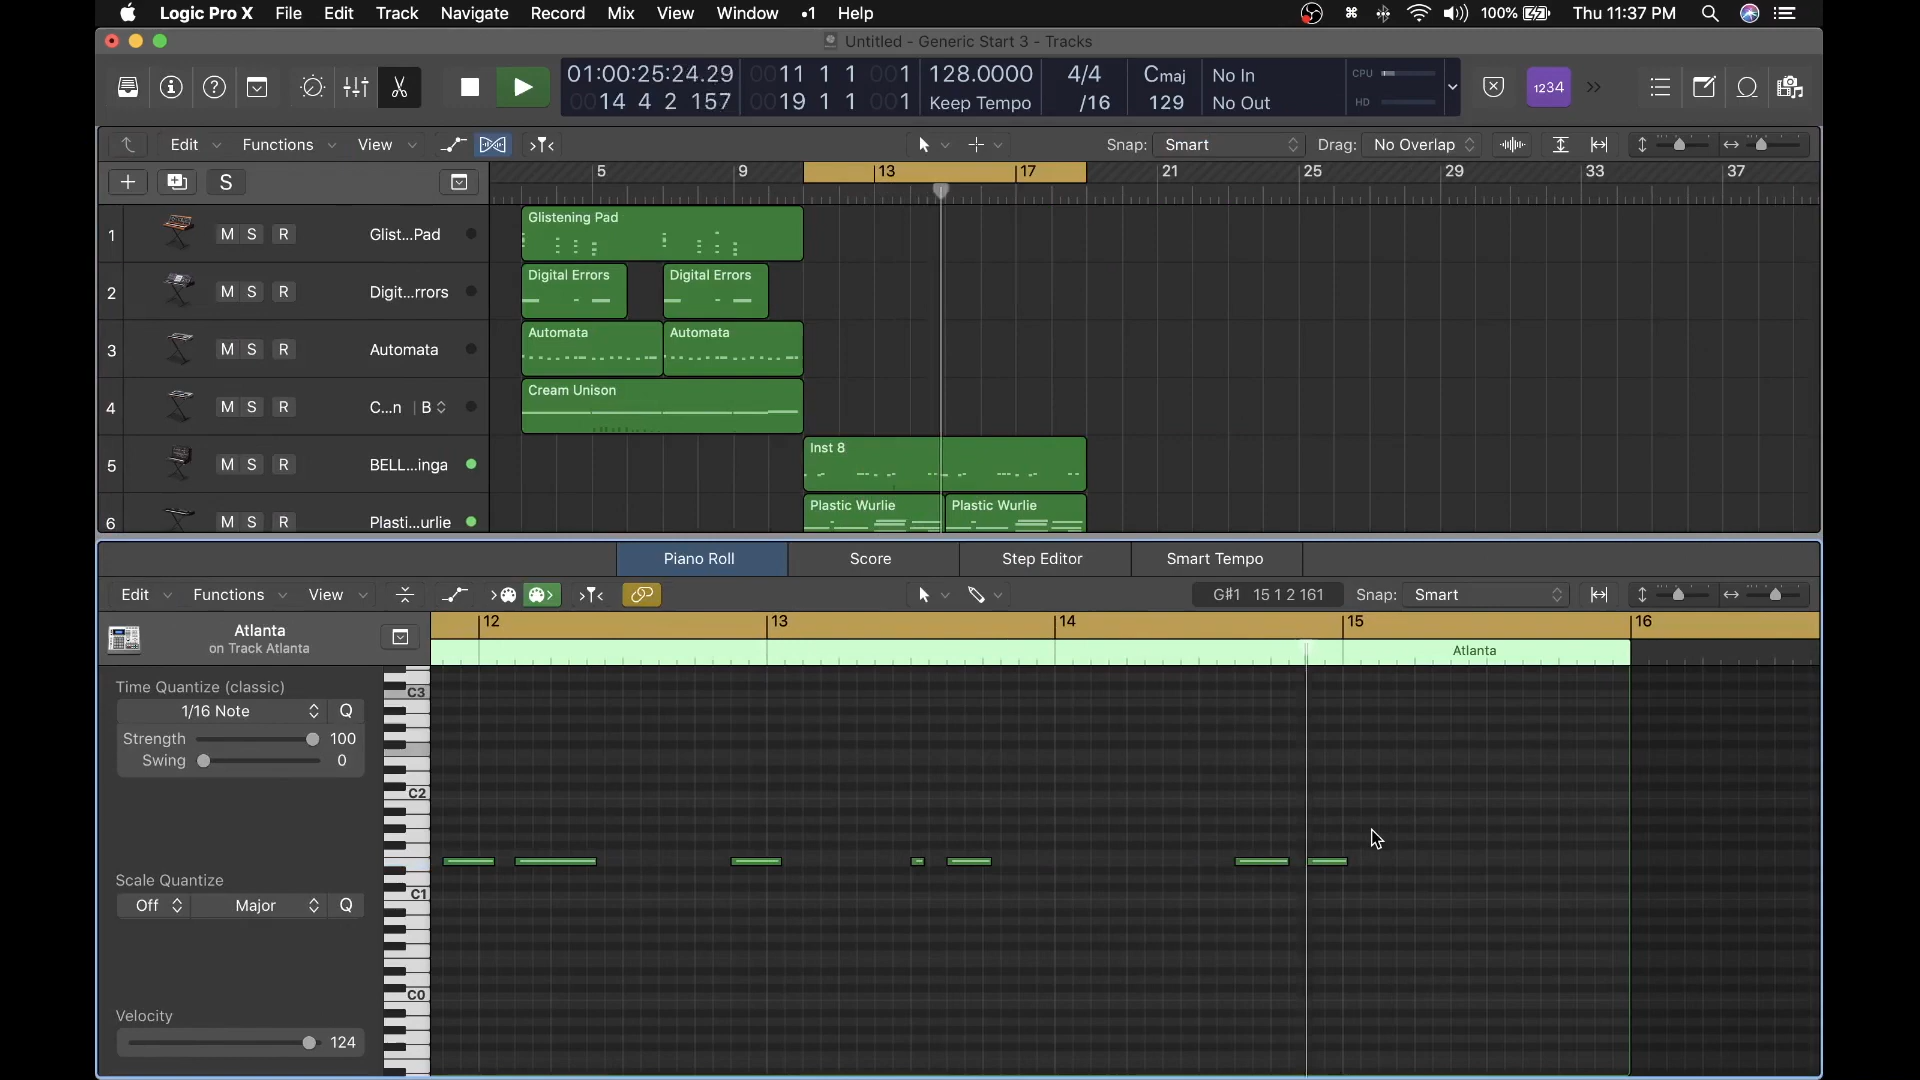 Logic Pro X File Edit Track Navigate Record Mix View Window •1 Help 100% Thu 11:37 PM
Untitled - Generic Start 3 - Tracks
01:00:25:24.29 0011 1 1 001 128.0000 4/4 Cmaj No In CPU
0014 4 2 157 0019 1 1 001 Keep Tempo /16 129 No Out HD
1234
Edit Functions View Snap: Smart Drag: No Overlap
S
5 9 13 17 21 25 29 33 37
1 M S R Glist...Pad
Glistening Pad
2 M S R Digit...rrors
Digital Errors Digital Errors
3 M S R Automata
Automata Automata
4 M S R C...n B
Cream Unison
5 M S R BELL...inga
Inst 8
6 M S R Plasti...urlie
Plastic Wurlie Plastic Wurlie
Piano Roll Score Step Editor Smart Tempo
Edit Functions View G#1 15 1 2 161 Snap: Smart
12 13 14 15 16
Atlanta
on Track Atlanta
Atlanta
Time Quantize (classic)
1/16 Note Q
Strength 100
Swing 0
Scale Quantize
Off Major Q
Velocity
124
C3
C2
C1
C0